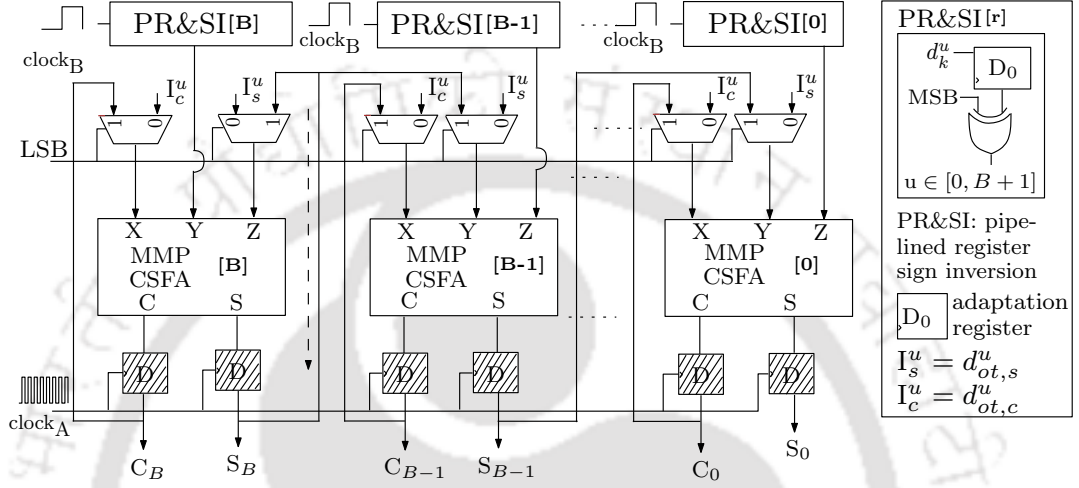 PR&SI[B] PR&SI[B-1] PR&SI[0]
clock_B clock_B clock_B
I_c^u I_s^u I_c^u I_s^u I_c^u I_s^u
1 0 0 1 1 0 1 0 1 0 1 0
LSB
X Y Z X Y Z X Y Z
MMP [B] MMP [B-1] MMP [0]
CSFA CSFA CSFA
C S C S C S
D D D D D D
clock_A
C_B S_B C_{B−1} S_{B−1} C_0 S_0
PR&SI[r]
d_k^u
D_0
MSB
u ∈ [0, B + 1]
PR&SI: pipe-
lined register
sign inversion
D_0 adaptation
register
I_s^u = d_{ot,s}^u
I_c^u = d_{ot,c}^u